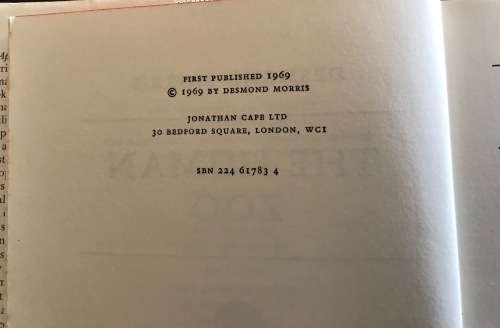 FIRST PUBLISHED 1969
© 1969 BY DESMOND MORRIS
JONATHAN CAPE LTD
30 BEDFORD SQUARE, LONDON, WC1
SBN 224 61783 4